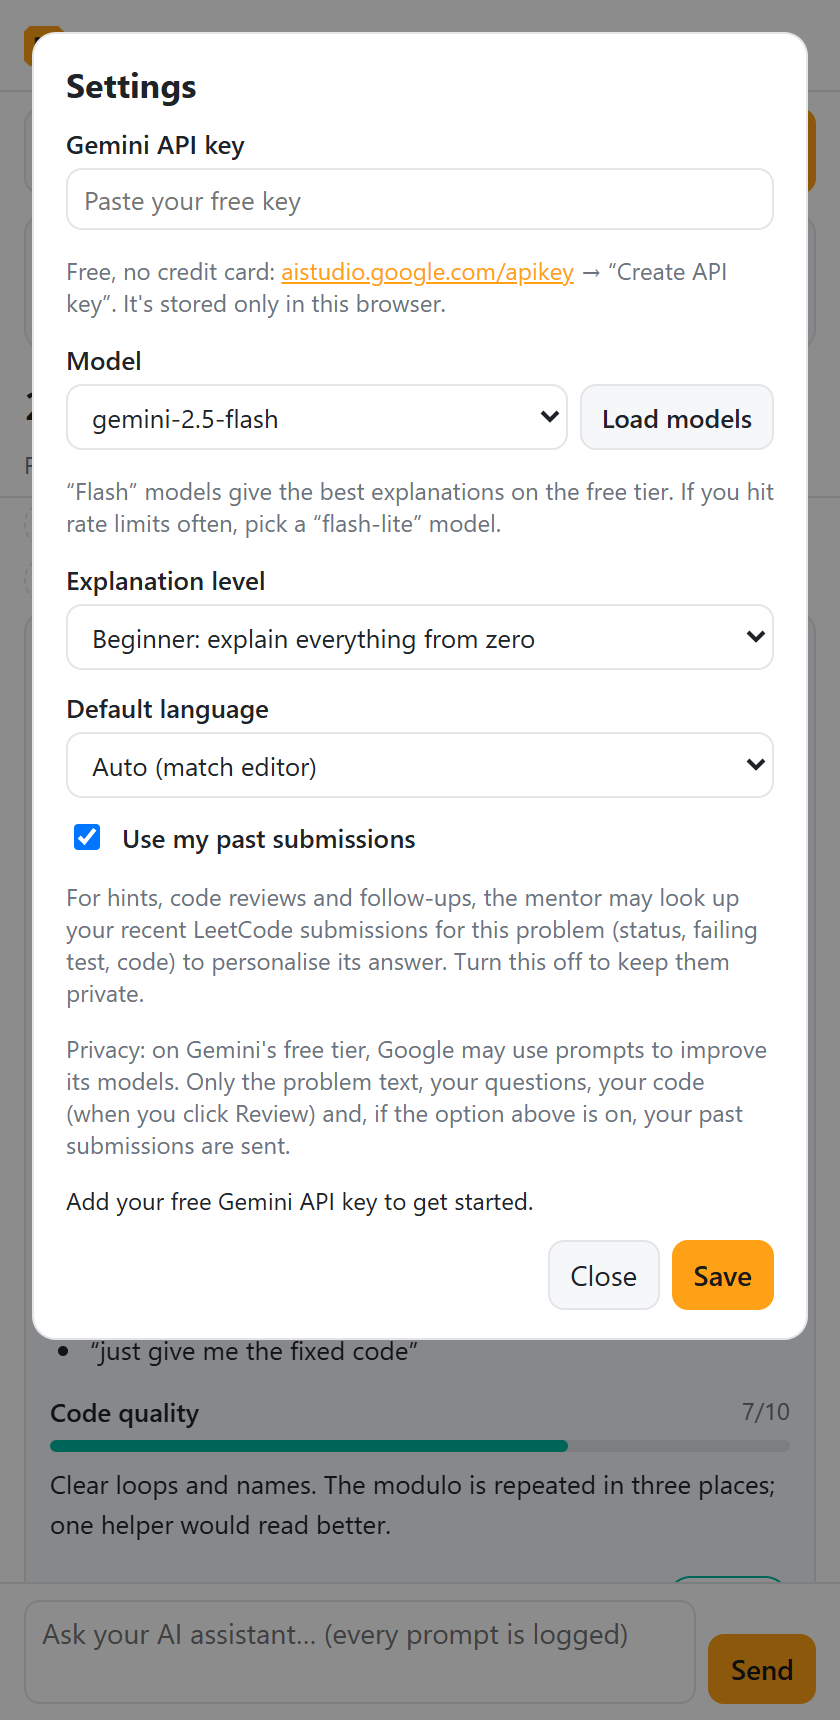 Settings
Gemini API key
Paste your free key
Free, no credit card: aistudio.google.com/apikey → “Create API
key”. It's stored only in this browser.
Model
gemini-2.5-flash
Load models
“Flash” models give the best explanations on the free tier. If you hit
rate limits often, pick a “flash-lite” model.
Explanation level
Beginner: explain everything from zero
Default language
Auto (match editor)
Use my past submissions
For hints, code reviews and follow-ups, the mentor may look up
your recent LeetCode submissions for this problem (status, failing
test, code) to personalise its answer. Turn this off to keep them
private.
Privacy: on Gemini's free tier, Google may use prompts to improve
its models. Only the problem text, your questions, your code
(when you click Review) and, if the option above is on, your past
submissions are sent.
Add your free Gemini API key to get started.
Close
Save
“just give me the fixed code”
Code quality
7/10
Clear loops and names. The modulo is repeated in three places;
one helper would read better.
Ask your AI assistant... (every prompt is logged)
Send